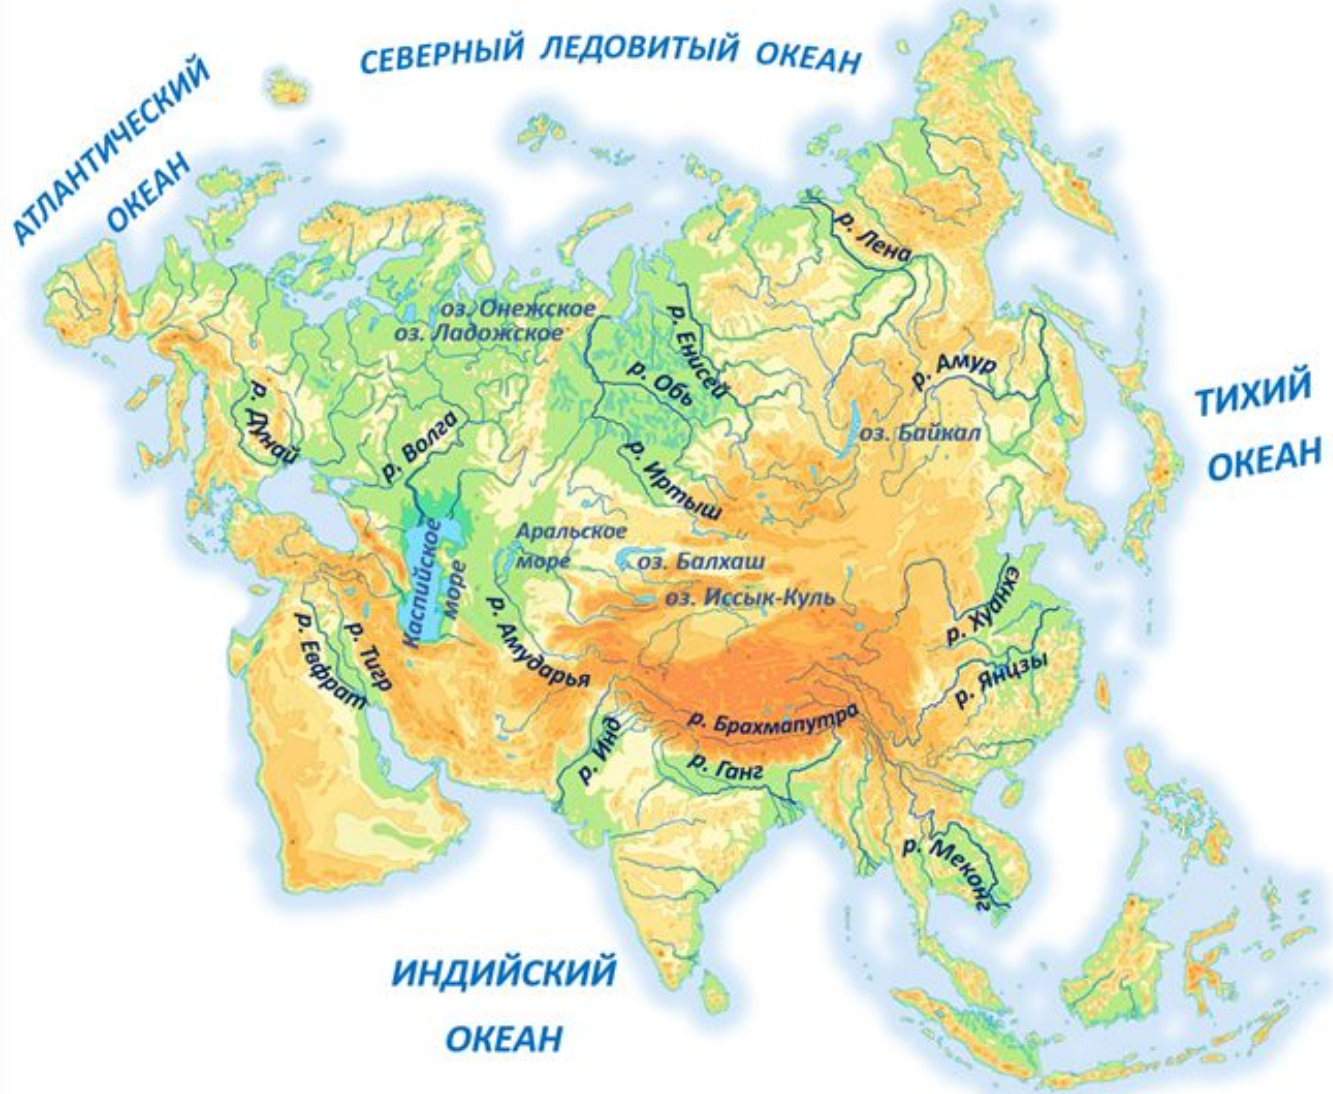 СЕВЕРНЫЙ ЛЕДОВИТЫЙ ОКЕАН
АТЛАНТИЧЕСКИЙ
ОКЕАН
р. Лена
оз. Онежское
оз. Ладожское
р. Енисей
р. Обь
р. Амур
ТИХИЙ
ОКЕАН
р. Дунай
р. Волга
оз. Байкал
р. Иртыш
Аральское
море
оз. Балхаш
Каспийское
море
оз. Иссык-Куль
р. Хуанхэ
р. Евфрат
р. Тигр
р. Амударья
р. Янцзы
р. Брахмапутра
р. Инд
р. Ганг
р. Меконг
ИНДИЙСКИЙ
ОКЕАН